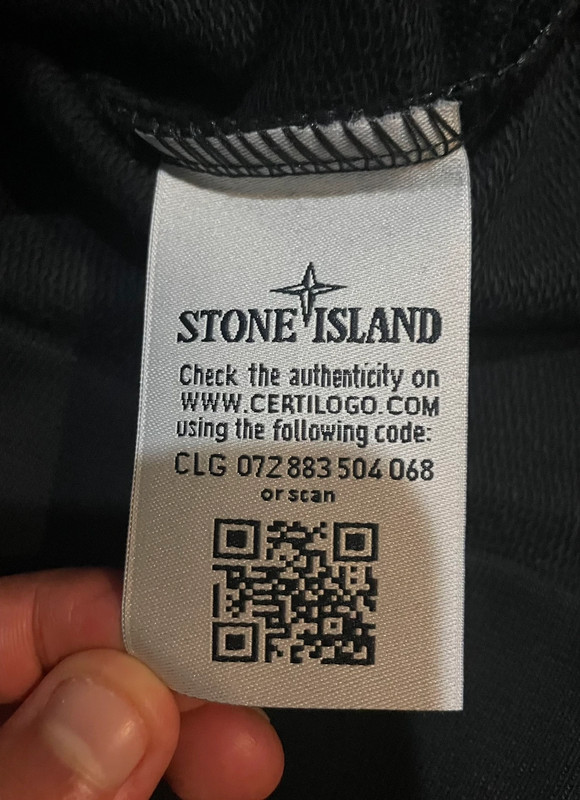 STONE ISLAND
Check the authenticity on
WWW.CERTILOGO.COM
using the following code:
CLG 072 883 504 068
or scan